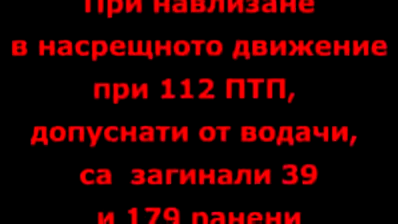 При навлизане
в насрещното движение
при 112 ПТП,
допуснати от водачи,
са загинали 39
и 179 ранени